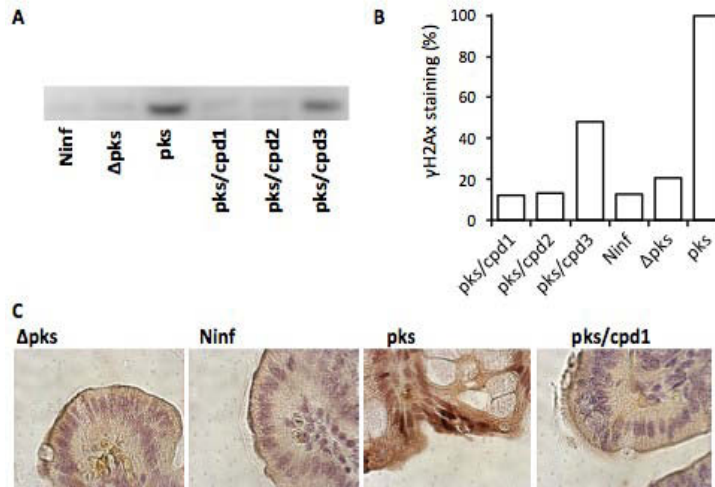 A
Ninf
Δpks
pks
pks/cpd1
pks/cpd2
pks/cpd3
B
γH2Ax staining (%)
100
80
60
40
20
0
pks/cpd1
pks/cpd2
pks/cpd3
Ninf
Δpks
pks
C
Δpks
Ninf
pks
pks/cpd1